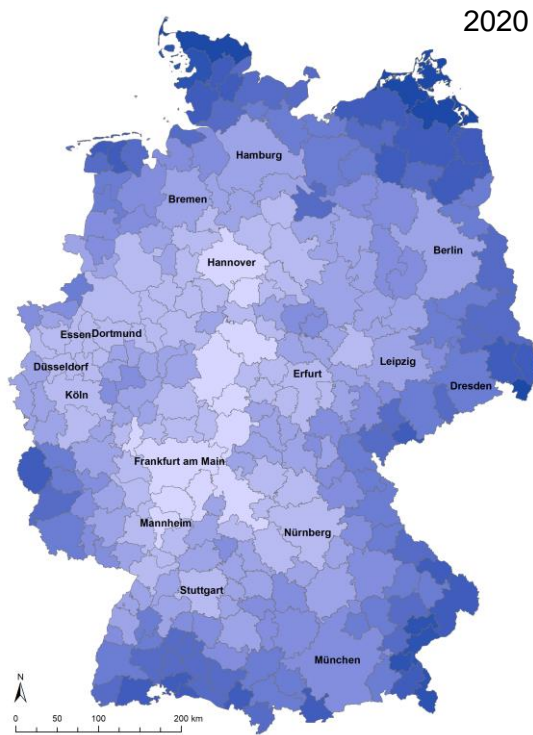 2020
Hamburg
Bremen
Berlin
Hannover
Essen Dortmund
Düsseldorf
Erfurt
Leipzig
Dresden
Köln
Frankfurt am Main
Mannheim
Nürnberg
Stuttgart
München
N
0 50 100 200 km